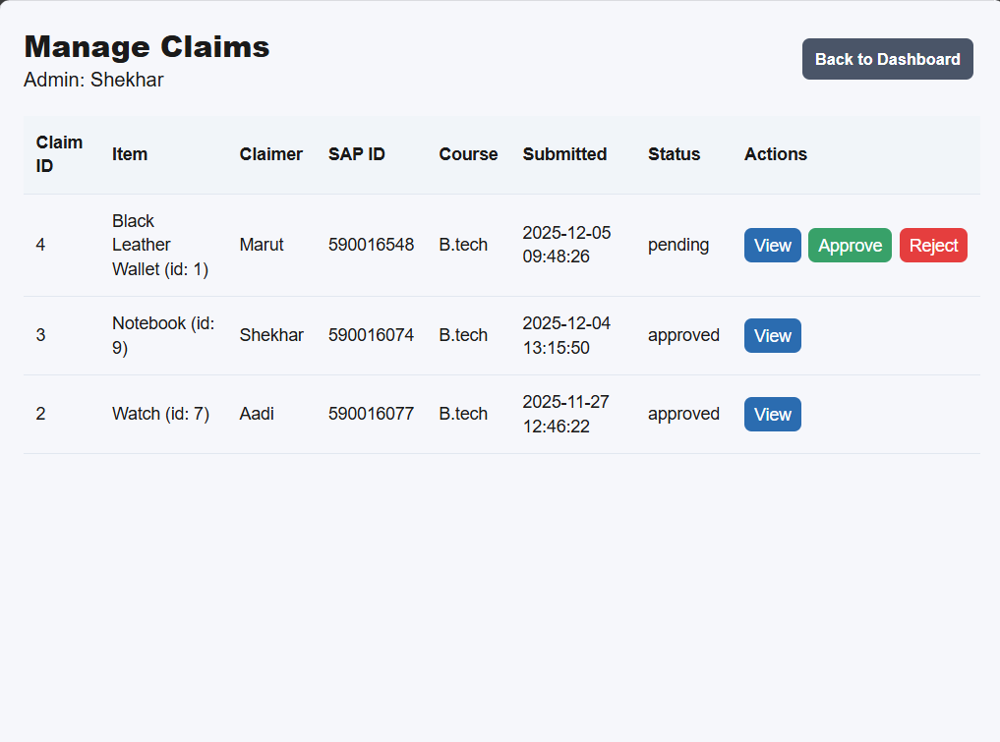 Manage Claims
Admin: Shekhar
Back to Dashboard
Claim ID Item Claimer SAP ID Course Submitted Status Actions
4 Black Leather Wallet (id: 1) Marut 590016548 B.tech 2025-12-05 09:48:26 pending View Approve Reject
3 Notebook (id: 9) Shekhar 590016074 B.tech 2025-12-04 13:15:50 approved View
2 Watch (id: 7) Aadi 590016077 B.tech 2025-11-27 12:46:22 approved View